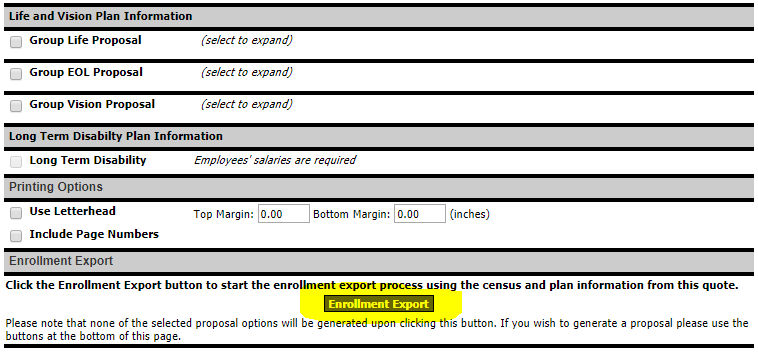 Life and Vision Plan Information
Group Life Proposal (select to expand)
Group EOL Proposal (select to expand)
Group Vision Proposal (select to expand)
Long Term Disabilty Plan Information
Long Term Disability Employees' salaries are required
Printing Options
Use Letterhead Top Margin: 0.00 Bottom Margin: 0.00 (inches)
Include Page Numbers
Enrollment Export
Click the Enrollment Export button to start the enrollment export process using the census and plan information from this quote.
Enrollment Export
Please note that none of the selected proposal options will be generated upon clicking this button. If you wish to generate a proposal please use the
buttons at the bottom of this page.